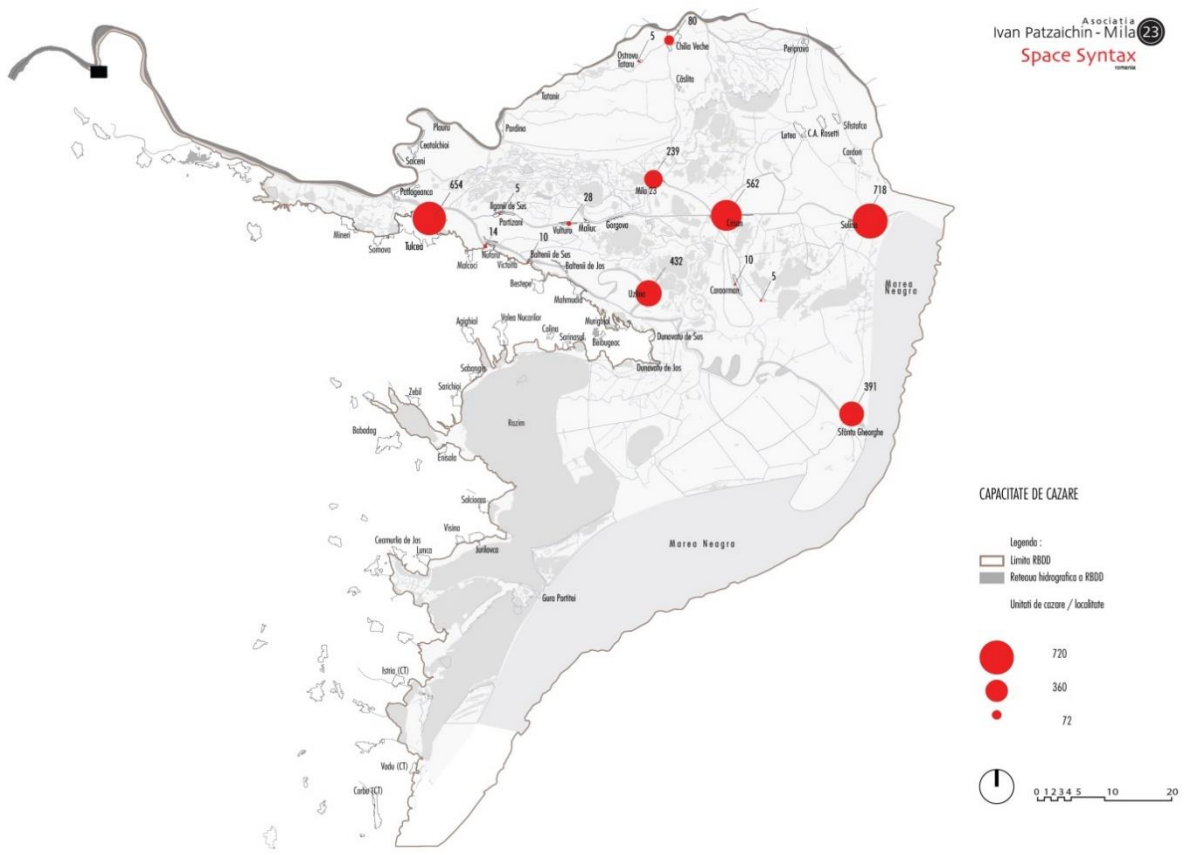 Asociatia
Ivan Patzaichin - Mila 23
Space Syntax
romania
5
80
Ostrovu
Tataru
Chilia Veche
Periprava
Câslita
Tatanir
Plauru
Pardina
Ceatalchioi
Salceni
Letea
C.A. Rosetti
Sfistofca
Cardon
239
Mila 23
562
Crisan
718
Sulina
Patlageanca
654
5
Ilganii de Sus
Partizani
28
Vulturu
Maliuc
Gorgova
Mineri
Somova
Tulcea
14
Nufaru
10
Malcoci
Victoria
Baltenii de Sus
Baltenii de Jos
432
Uzlina
10
Caraorman
5
Bestepe
Mahmudia
Marea
Neagra
Agighiol
Valea Nucarilor
Colina
Sarinasuf
Murighiol
Beibugeac
Dunavatu de Sus
Dunavatu de Jos
Sabangia
Sarichioi
Zebil
391
Sfântu Gheorghe
Razim
Babadag
Enisala
Salcioara
Visina
Ceamurlia de Jos
Lunca
Jurilovca
Marea Neagra
Gura Portitei
Istria (CT)
Vadu (CT)
Corbu (CT)
CAPACITATE DE CAZARE
Legenda :
Limita RBDD
Reteaua hidrografica a RBDD
Unitati de cazare / localitate
720
360
72
0 1 2 3 4 5 10 20